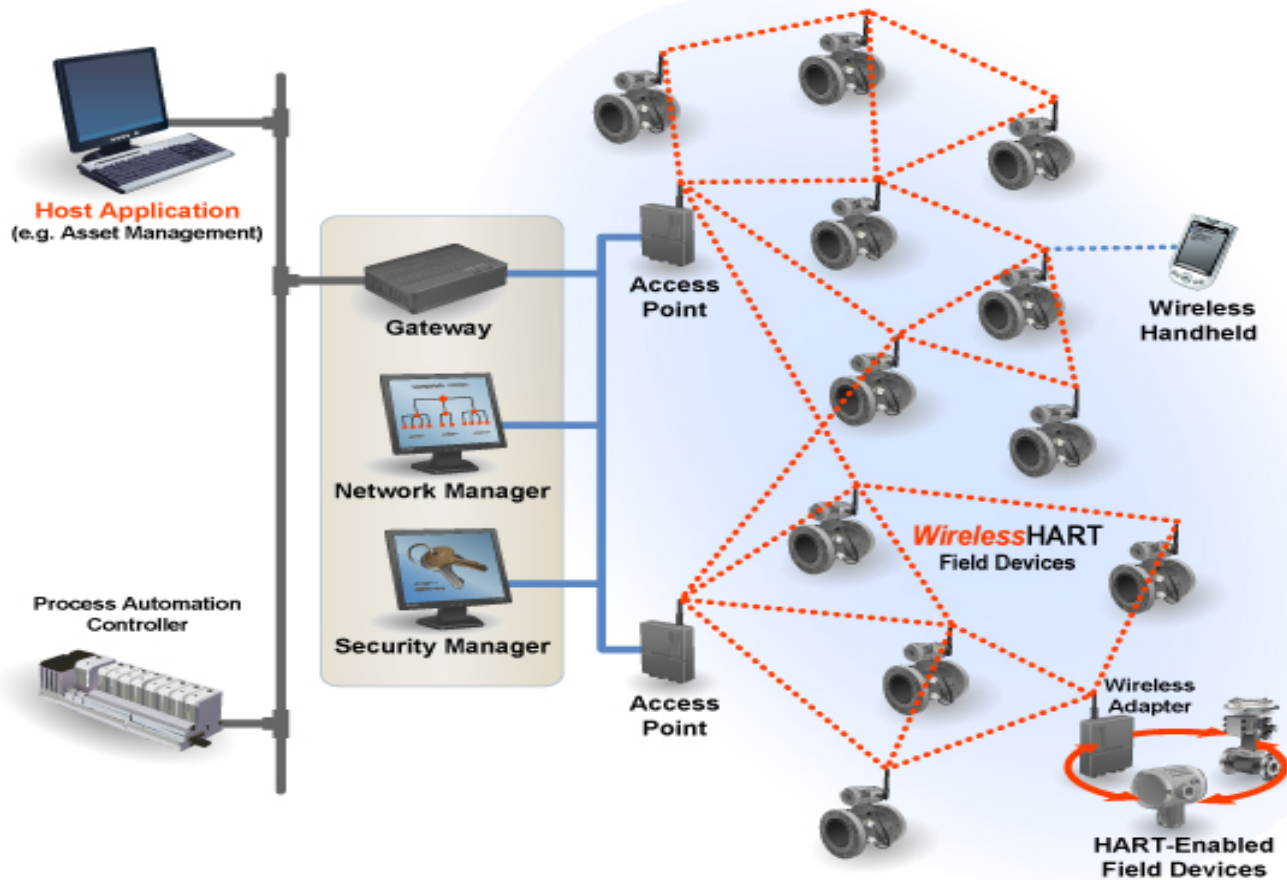 Host Application
(e.g. Asset Management)
Gateway
Network Manager
Security Manager
Process Automation
Controller
Access
Point
Access
Point
Wireless
Handheld
WirelessHART
Field Devices
Wireless
Adapter
HART-Enabled
Field Devices